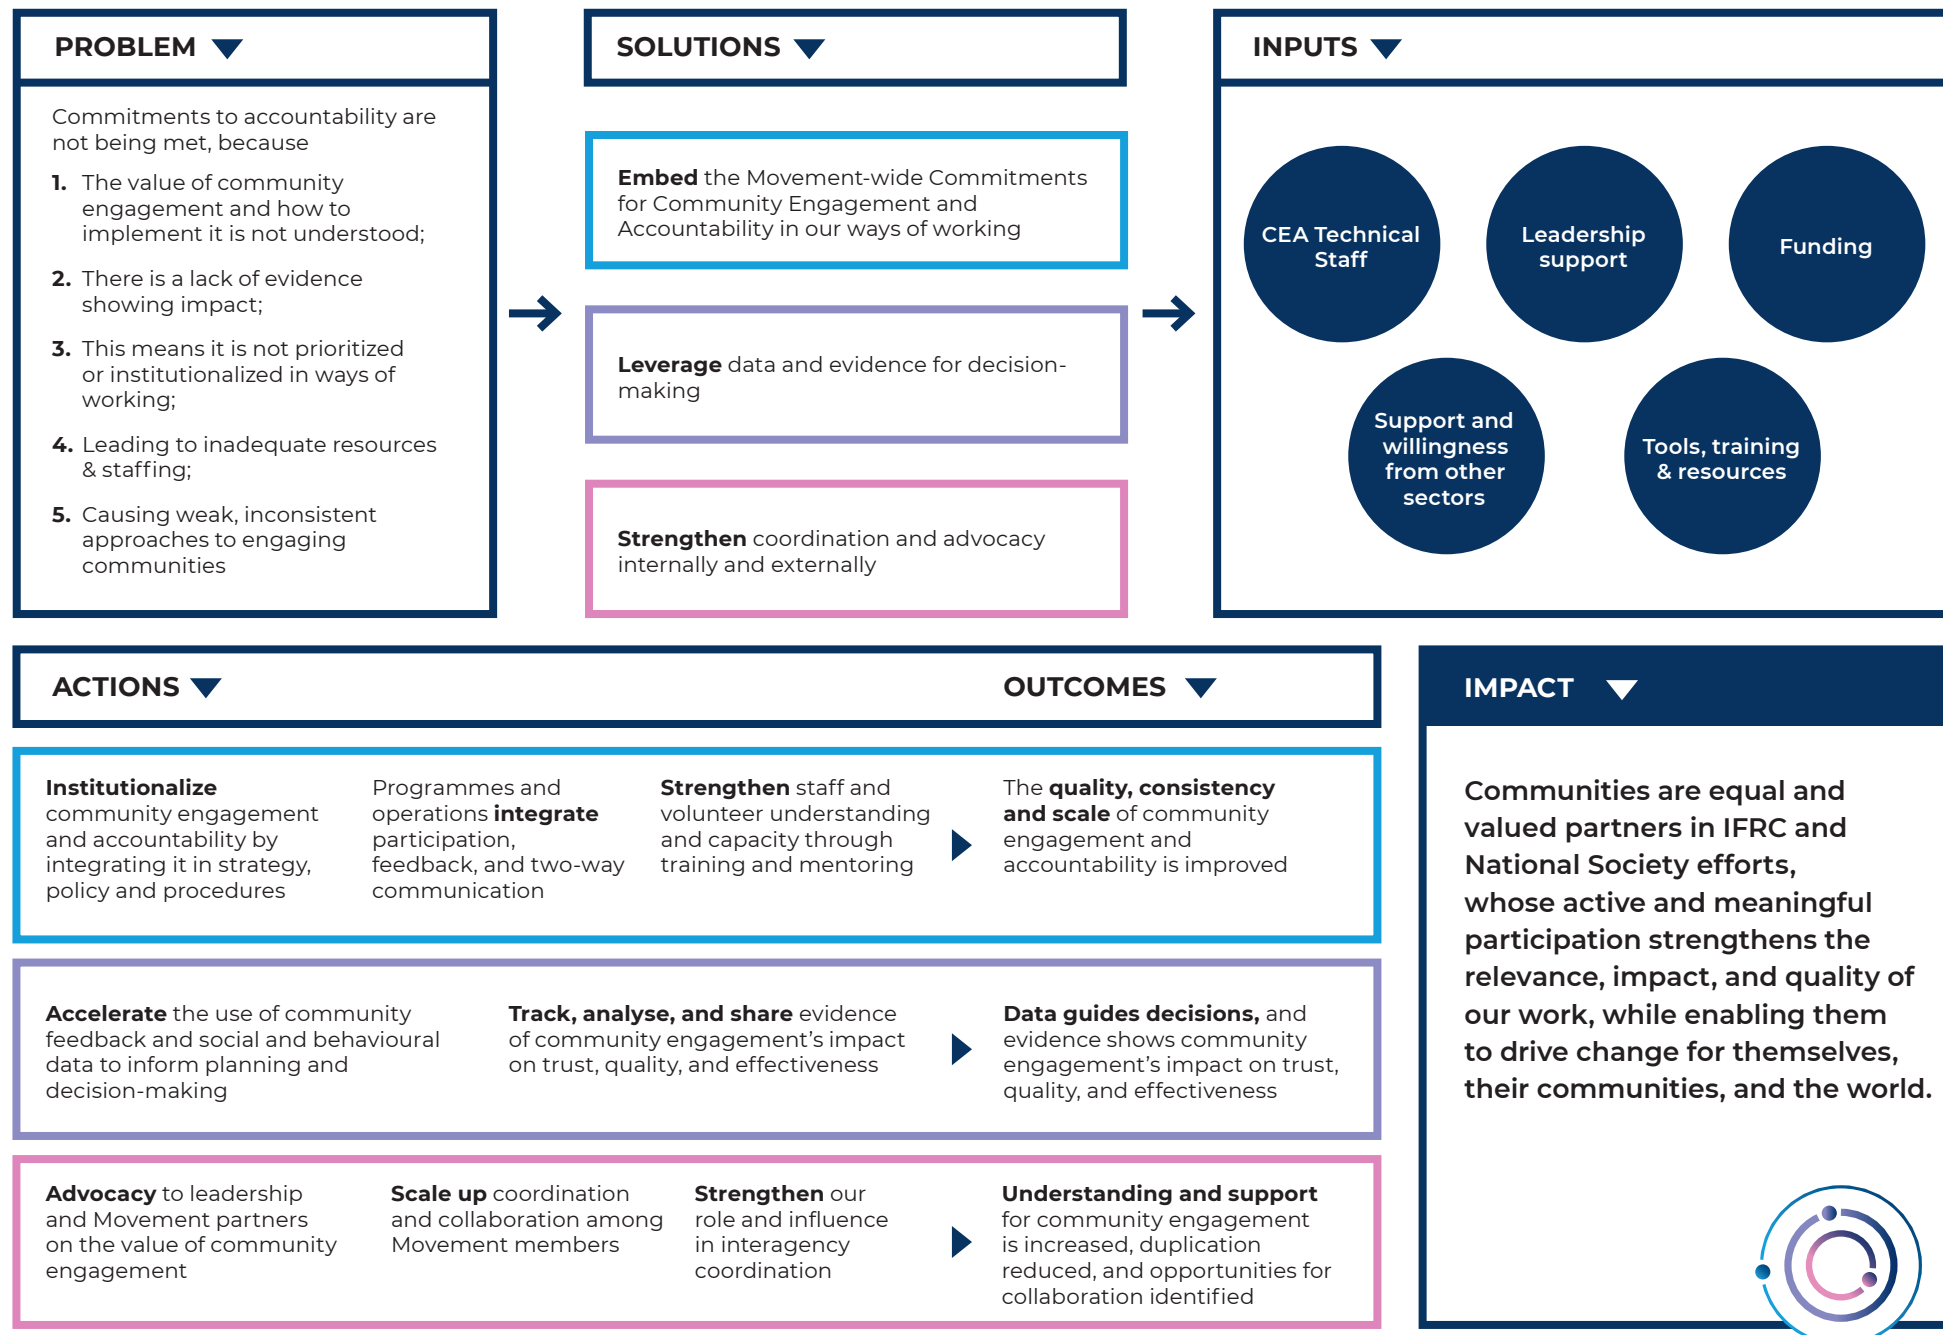 PROBLEM
Commitments to accountability are
not being met, because
1. The value of community
engagement and how to
implement it is not understood;
2. There is a lack of evidence
showing impact;
3. This means it is not prioritized
or institutionalized in ways of
working;
4. Leading to inadequate resources
& staffing;
5. Causing weak, inconsistent
approaches to engaging
communities
SOLUTIONS
Embed the Movement-wide Commitments
for Community Engagement and
Accountability in our ways of working
Leverage data and evidence for decision-
making
Strengthen coordination and advocacy
internally and externally
INPUTS
CEA Technical
Staff
Leadership
support
Funding
Support and
willingness
from other
sectors
Tools, training
& resources
ACTIONS
OUTCOMES
Institutionalize
community engagement
and accountability by
integrating it in strategy,
policy and procedures
Programmes and
operations integrate
participation,
feedback, and two-way
communication
Strengthen staff and
volunteer understanding
and capacity through
training and mentoring
The quality, consistency
and scale of community
engagement and
accountability is improved
Accelerate the use of community
feedback and social and behavioural
data to inform planning and
decision-making
Track, analyse, and share evidence
of community engagement’s impact
on trust, quality, and effectiveness
Data guides decisions, and
evidence shows community
engagement’s impact on trust,
quality, and effectiveness
Advocacy to leadership
and Movement partners
on the value of community
engagement
Scale up coordination
and collaboration among
Movement members
Strengthen our
role and influence
in interagency
coordination
Understanding and support
for community engagement
is increased, duplication
reduced, and opportunities for
collaboration identified
IMPACT
Communities are equal and
valued partners in IFRC and
National Society efforts,
whose active and meaningful
participation strengthens the
relevance, impact, and quality of
our work, while enabling them
to drive change for themselves,
their communities, and the world.